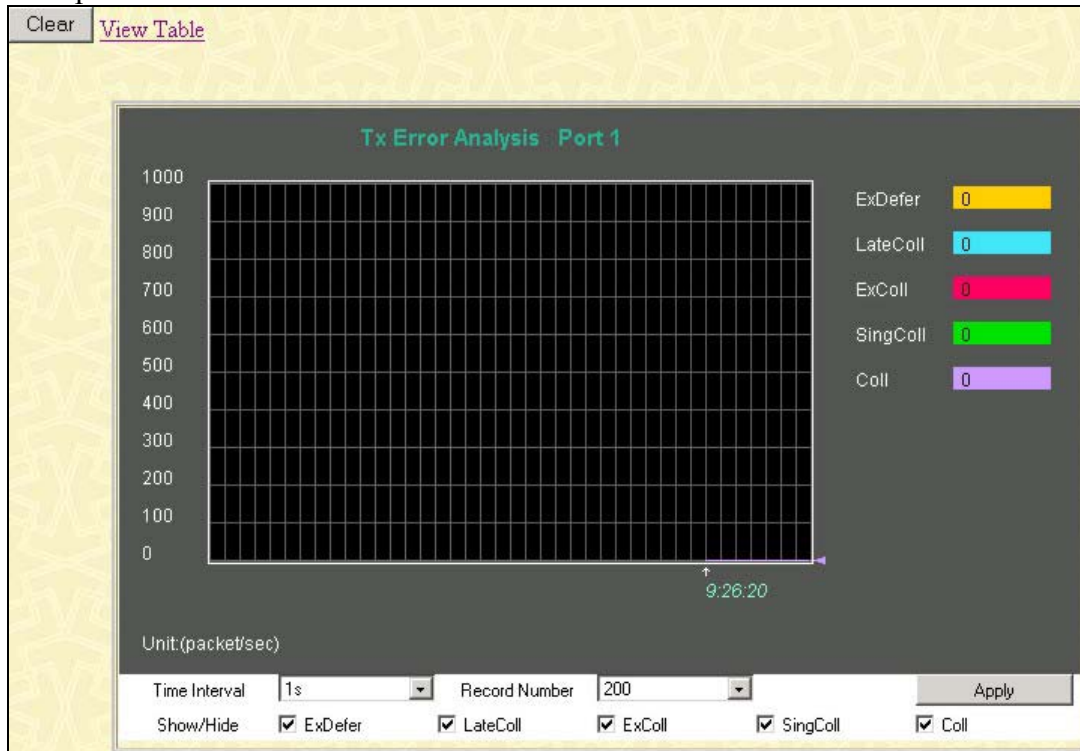 Clear View Table
Tx Error Analysis Port 1
1000
900
800
700
600
500
400
300
200
100
0
9:26:20
ExDefer 0
LateColl 0
ExColl 0
SingColl 0
Coll 0
Unit:(packet/sec)
Time Interval 1s Record Number 200 Apply
Show/Hide ExDefer LateColl ExColl SingColl Coll